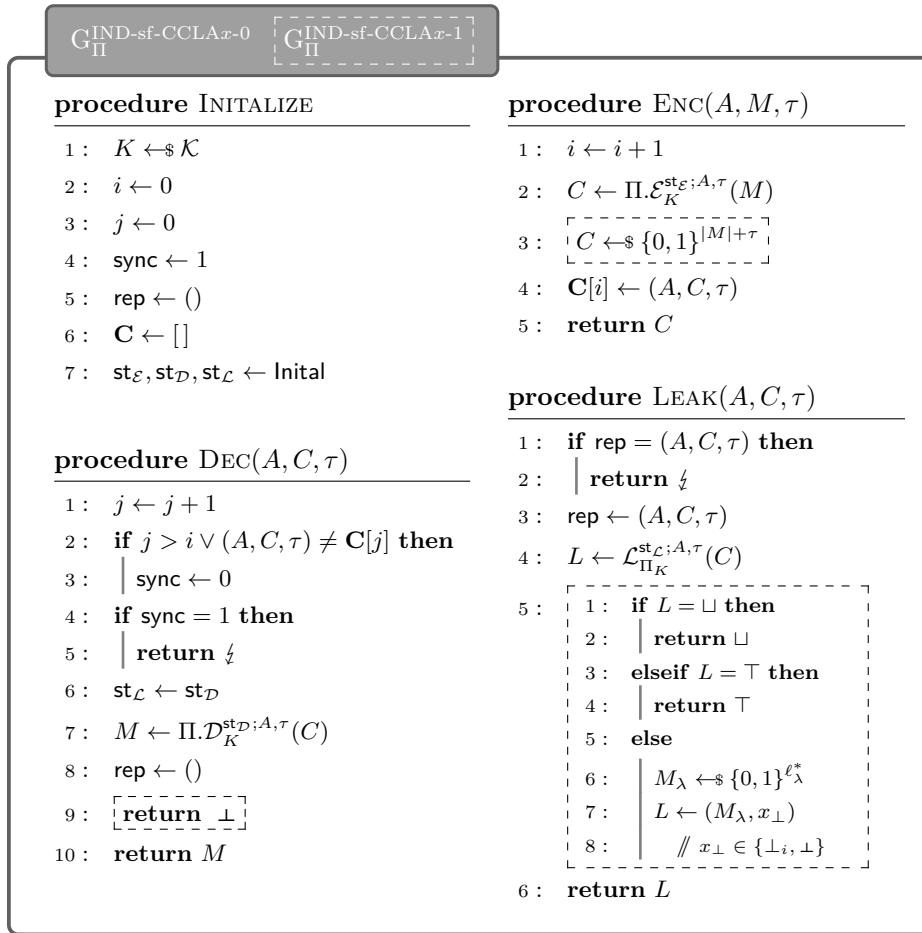 G_Π^{IND-sf-CCLAx-0} G_Π^{IND-sf-CCLAx-1}
procedure INITALIZE
1 : K ←$ 𝒦
2 : i ← 0
3 : j ← 0
4 : sync ← 1
5 : rep ← ()
6 : C ← []
7 : st_ℰ, st_𝒟, st_ℒ ← Inital
procedure DEC(A, C, τ)
1 : j ← j + 1
2 : if j > i ∨ (A, C, τ) ≠ C[j] then
3 : sync ← 0
4 : if sync = 1 then
5 : return ↯
6 : st_ℒ ← st_𝒟
7 : M ← Π.𝒟_K^{st_𝒟;A,τ}(C)
8 : rep ← ()
9 : return ⫠
10 : return M
procedure ENC(A, M, τ)
1 : i ← i + 1
2 : C ← Π.ℰ_K^{st_ℰ;A,τ}(M)
3 : C ←$ {0, 1}^{|M|+τ}
4 : C[i] ← (A, C, τ)
5 : return C
procedure LEAK(A, C, τ)
1 : if rep = (A, C, τ) then
2 : return ↯
3 : rep ← (A, C, τ)
4 : L ← ℒ_{Π_K}^{st_ℒ;A,τ}(C)
5 :
1 : if L = ⊔ then
2 : return ⊔
3 : elseif L = ⊤ then
4 : return ⊤
5 : else
6 : M_λ ←$ {0, 1}^{ℓ_λ^*}
7 : L ← (M_λ, x_⊥)
8 : // x_⊥ ∈ {⊥_i, ⫠}
6 : return L